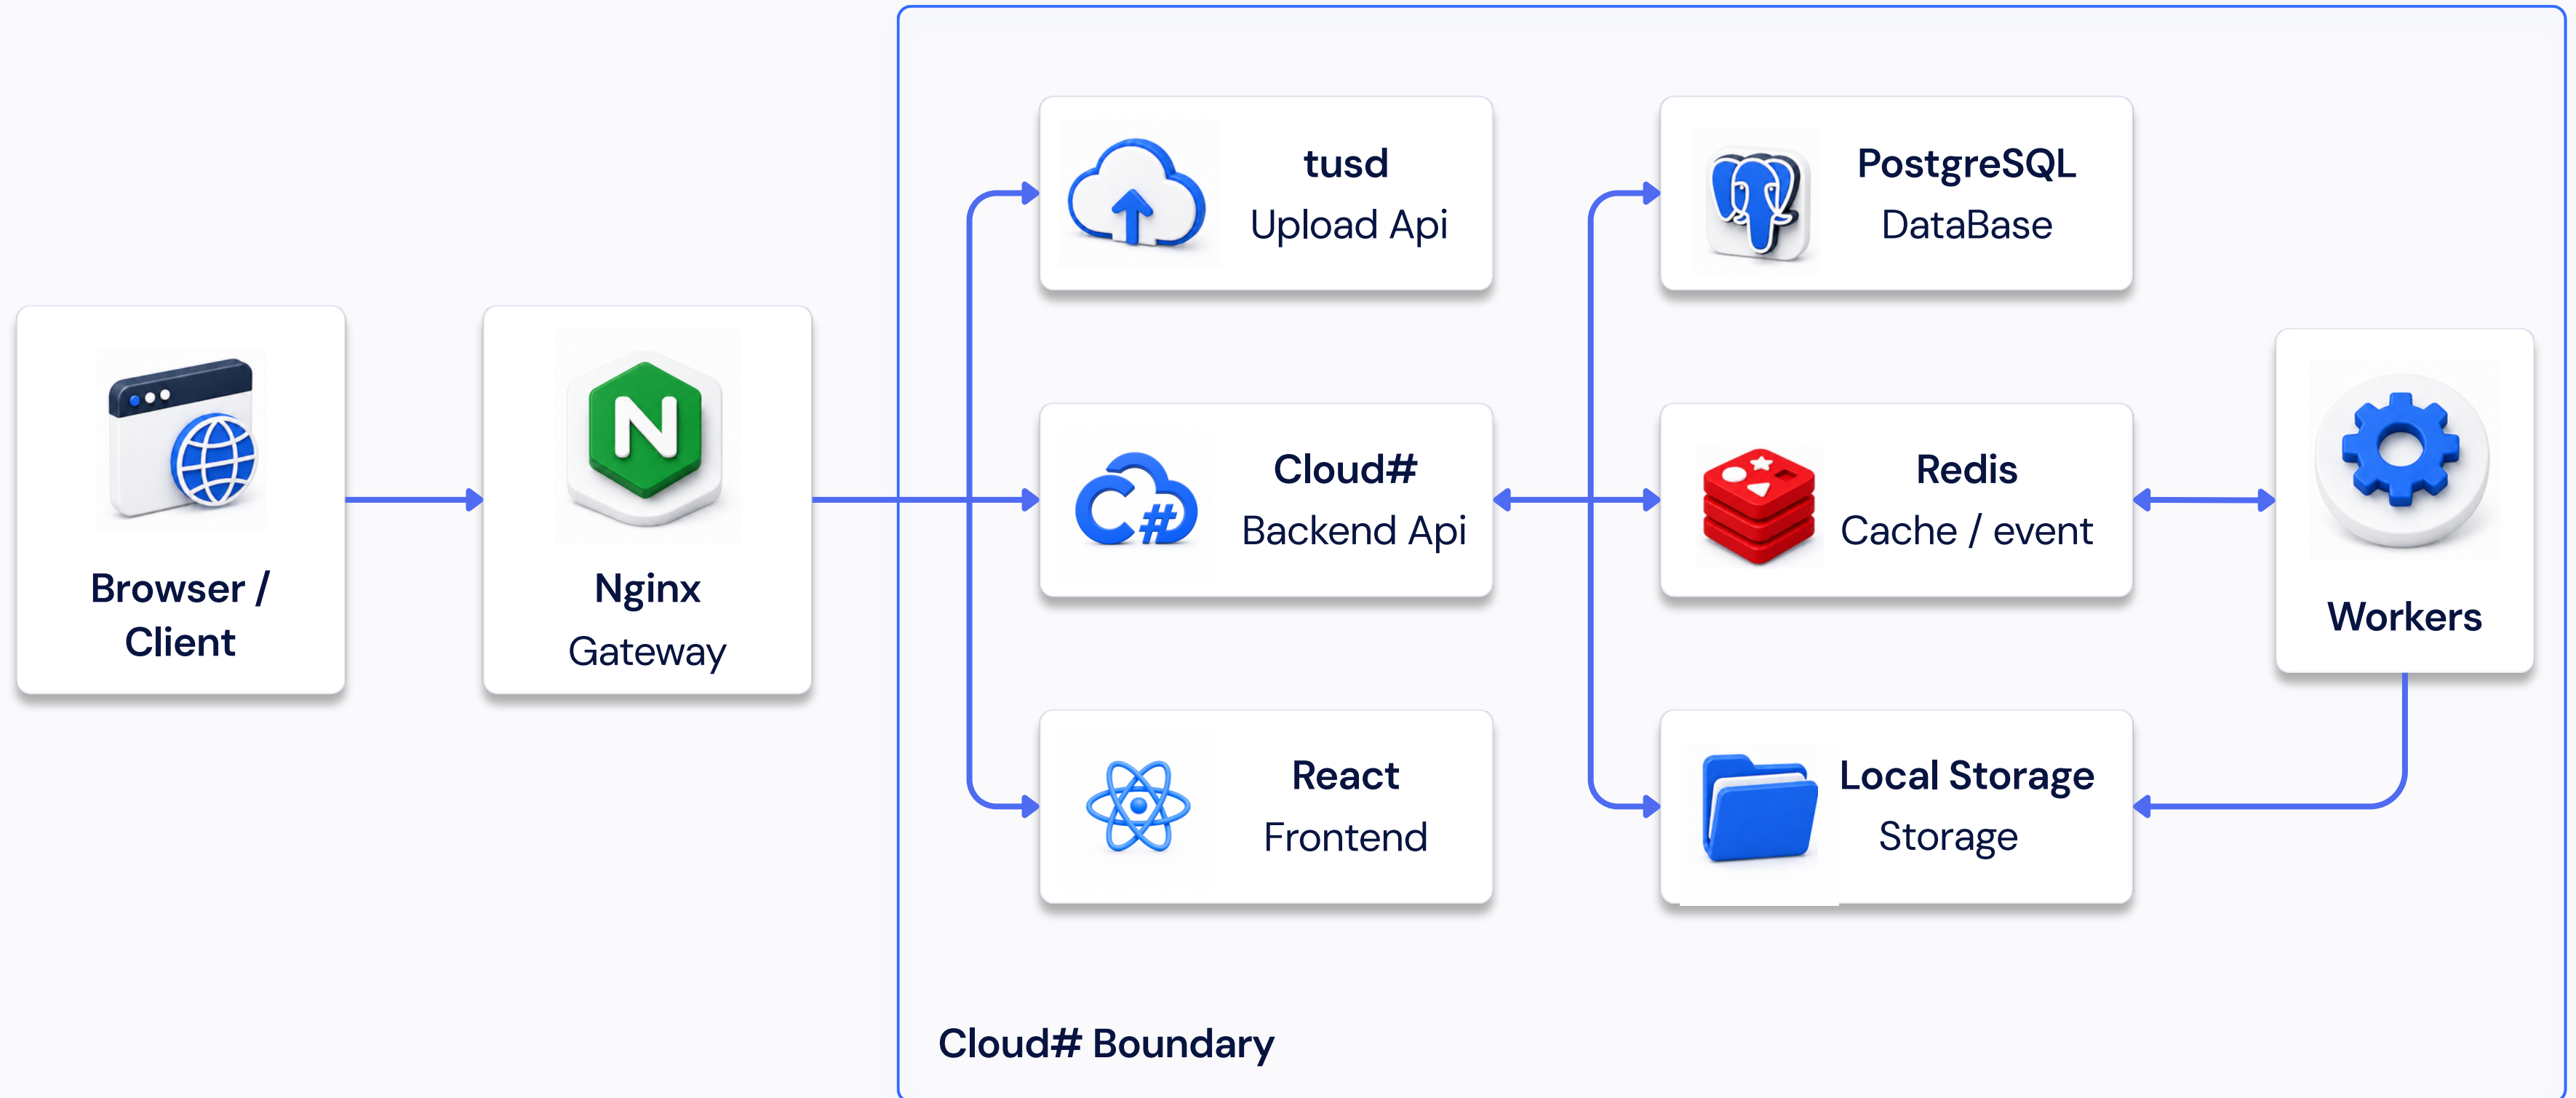 Browser /
Client
Nginx
Gateway
tusd
Upload Api
Cloud#
Backend Api
React
Frontend
PostgreSQL
DataBase
Redis
Cache / event
Local Storage
Storage
Workers
Cloud# Boundary